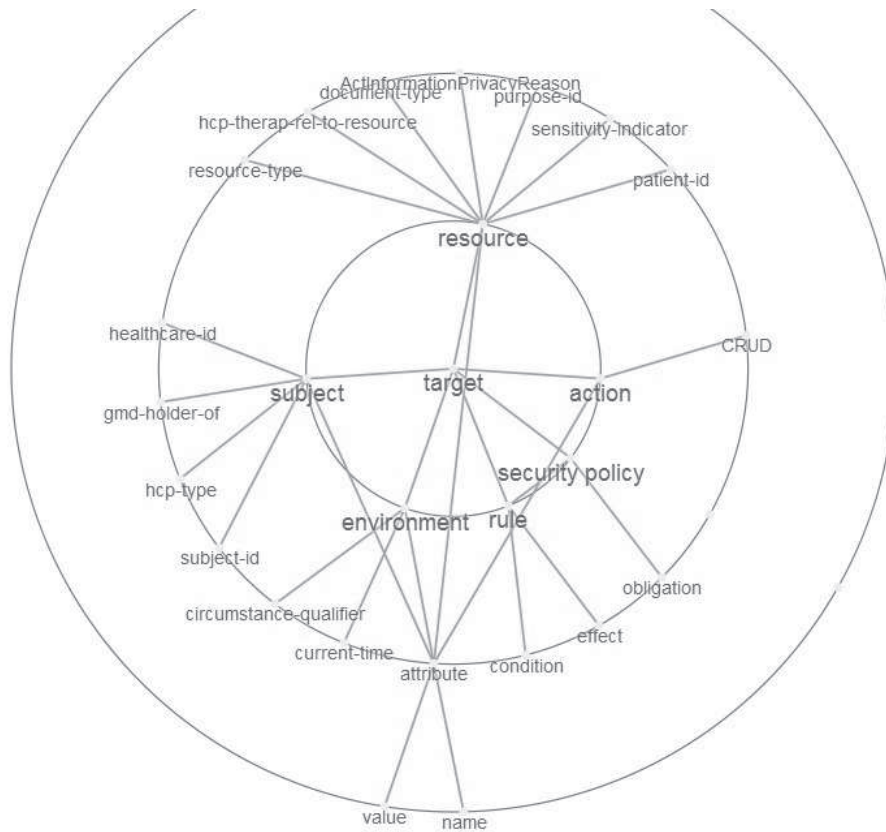 ActInformationPrivacyReason
document-type
purpose-id
hcp-therap-rel-to-resource
sensitivity-indicator
resource-type
patient-id
resource
healthcare-id
CRUD
subject
target
action
gmd-holder-of
security policy
hcp-type
environment
rule
subject-id
obligation
circumstance-qualifier
effect
current-time
condition
attribute
value
name